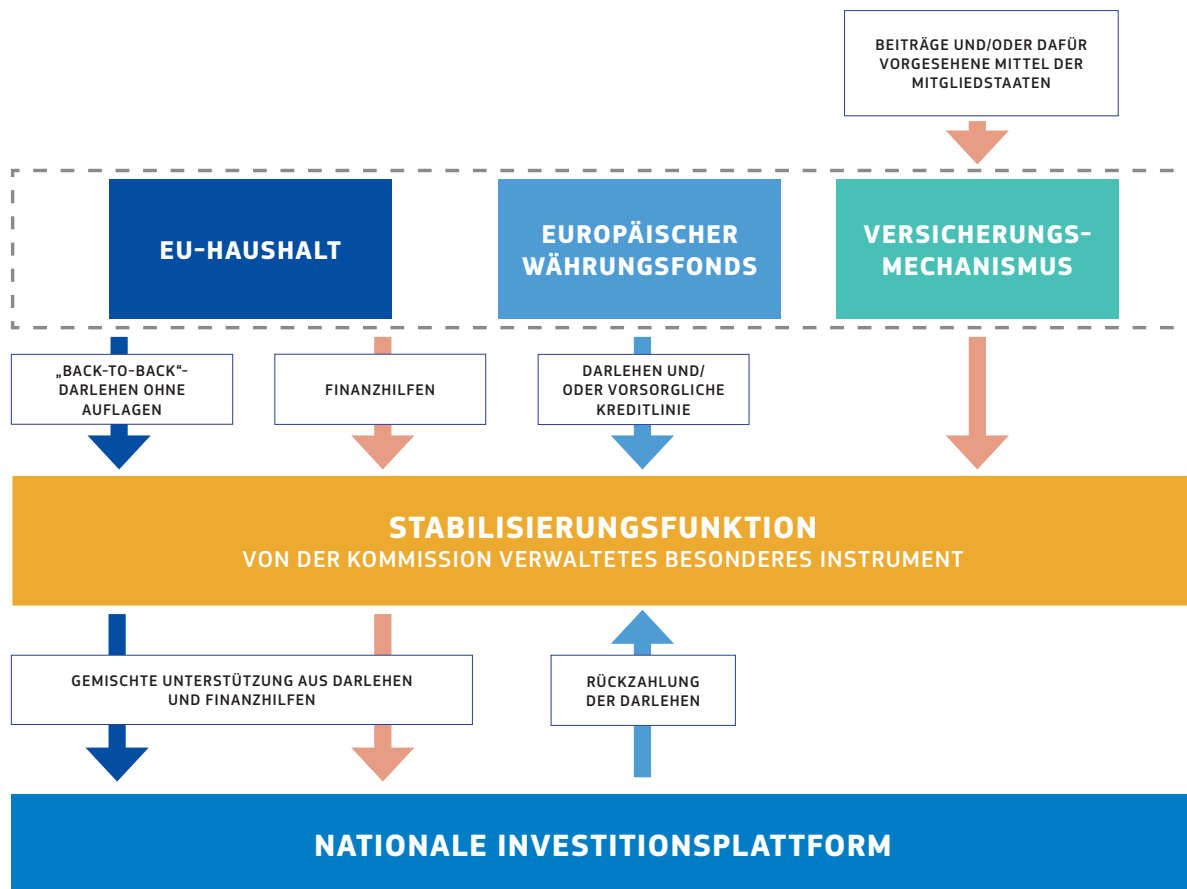 BEITRÄGE UND/ODER DAFÜR
VORGESEHENE MITTEL DER
MITGLIEDSTAATEN
EU-HAUSHALT
EUROPÄISCHER
WÄHRUNGSFONDS
VERSICHERUNGS-
MECHANISMUS
„BACK-TO-BACK“-
DARLEHEN OHNE
AUFLAGEN
FINANZHILFEN
DARLEHEN UND/
ODER VORSORGLICHE
KREDITLINIE
STABILISIERUNGSFUNKTION
VON DER KOMMISSION VERWALTETES BESONDERES INSTRUMENT
GEMISCHTE UNTERSTÜTZUNG AUS DARLEHEN
UND FINANZHILFEN
RÜCKZAHLUNG
DER DARLEHEN
NATIONALE INVESTITIONSPLATTFORM